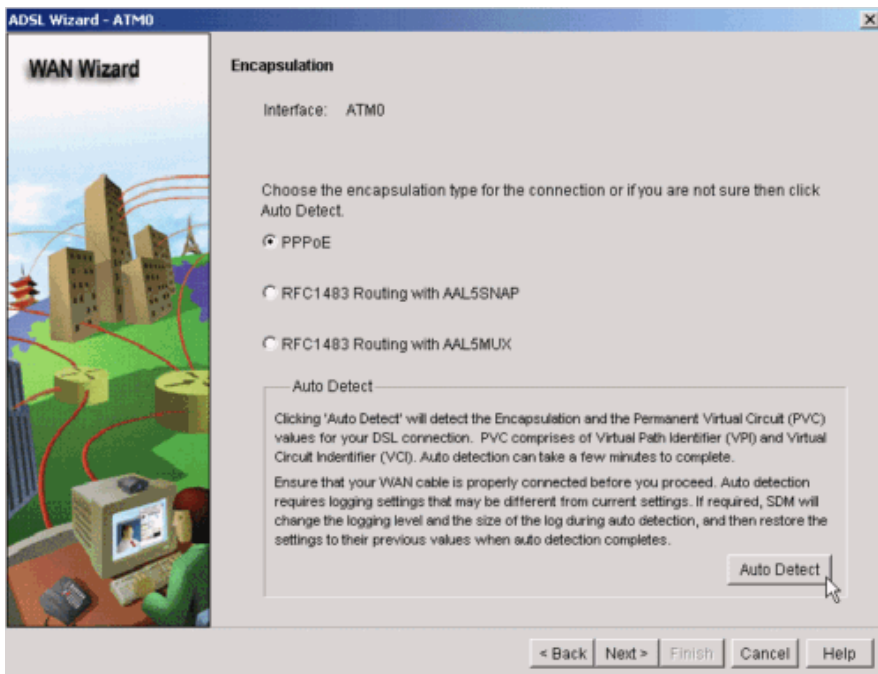 ADSL Wizard - ATM0
WAN Wizard
Encapsulation
Interface: ATM0
Choose the encapsulation type for the connection or if you are not sure then click
Auto Detect.
PPPoE
RFC1483 Routing with AAL5SNAP
RFC1483 Routing with AAL5MUX
Auto Detect
Clicking 'Auto Detect' will detect the Encapsulation and the Permanent Virtual Circuit (PVC)
values for your DSL connection. PVC comprises of Virtual Path Identifier (VPI) and Virtual
Circuit Indentifier (VCI). Auto detection can take a few minutes to complete.
Ensure that your WAN cable is properly connected before you proceed. Auto detection
requires logging settings that may be different from current settings. If required, SDM will
change the logging level and the size of the log during auto detection, and then restore the
settings to their previous values when auto detection completes.
Auto Detect
< Back Next > Finish Cancel Help